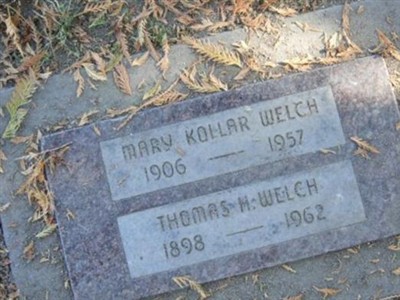 MARY KOLLAR WELCH
1906 — 1957
THOMAS H. WELCH
1898 — 1962